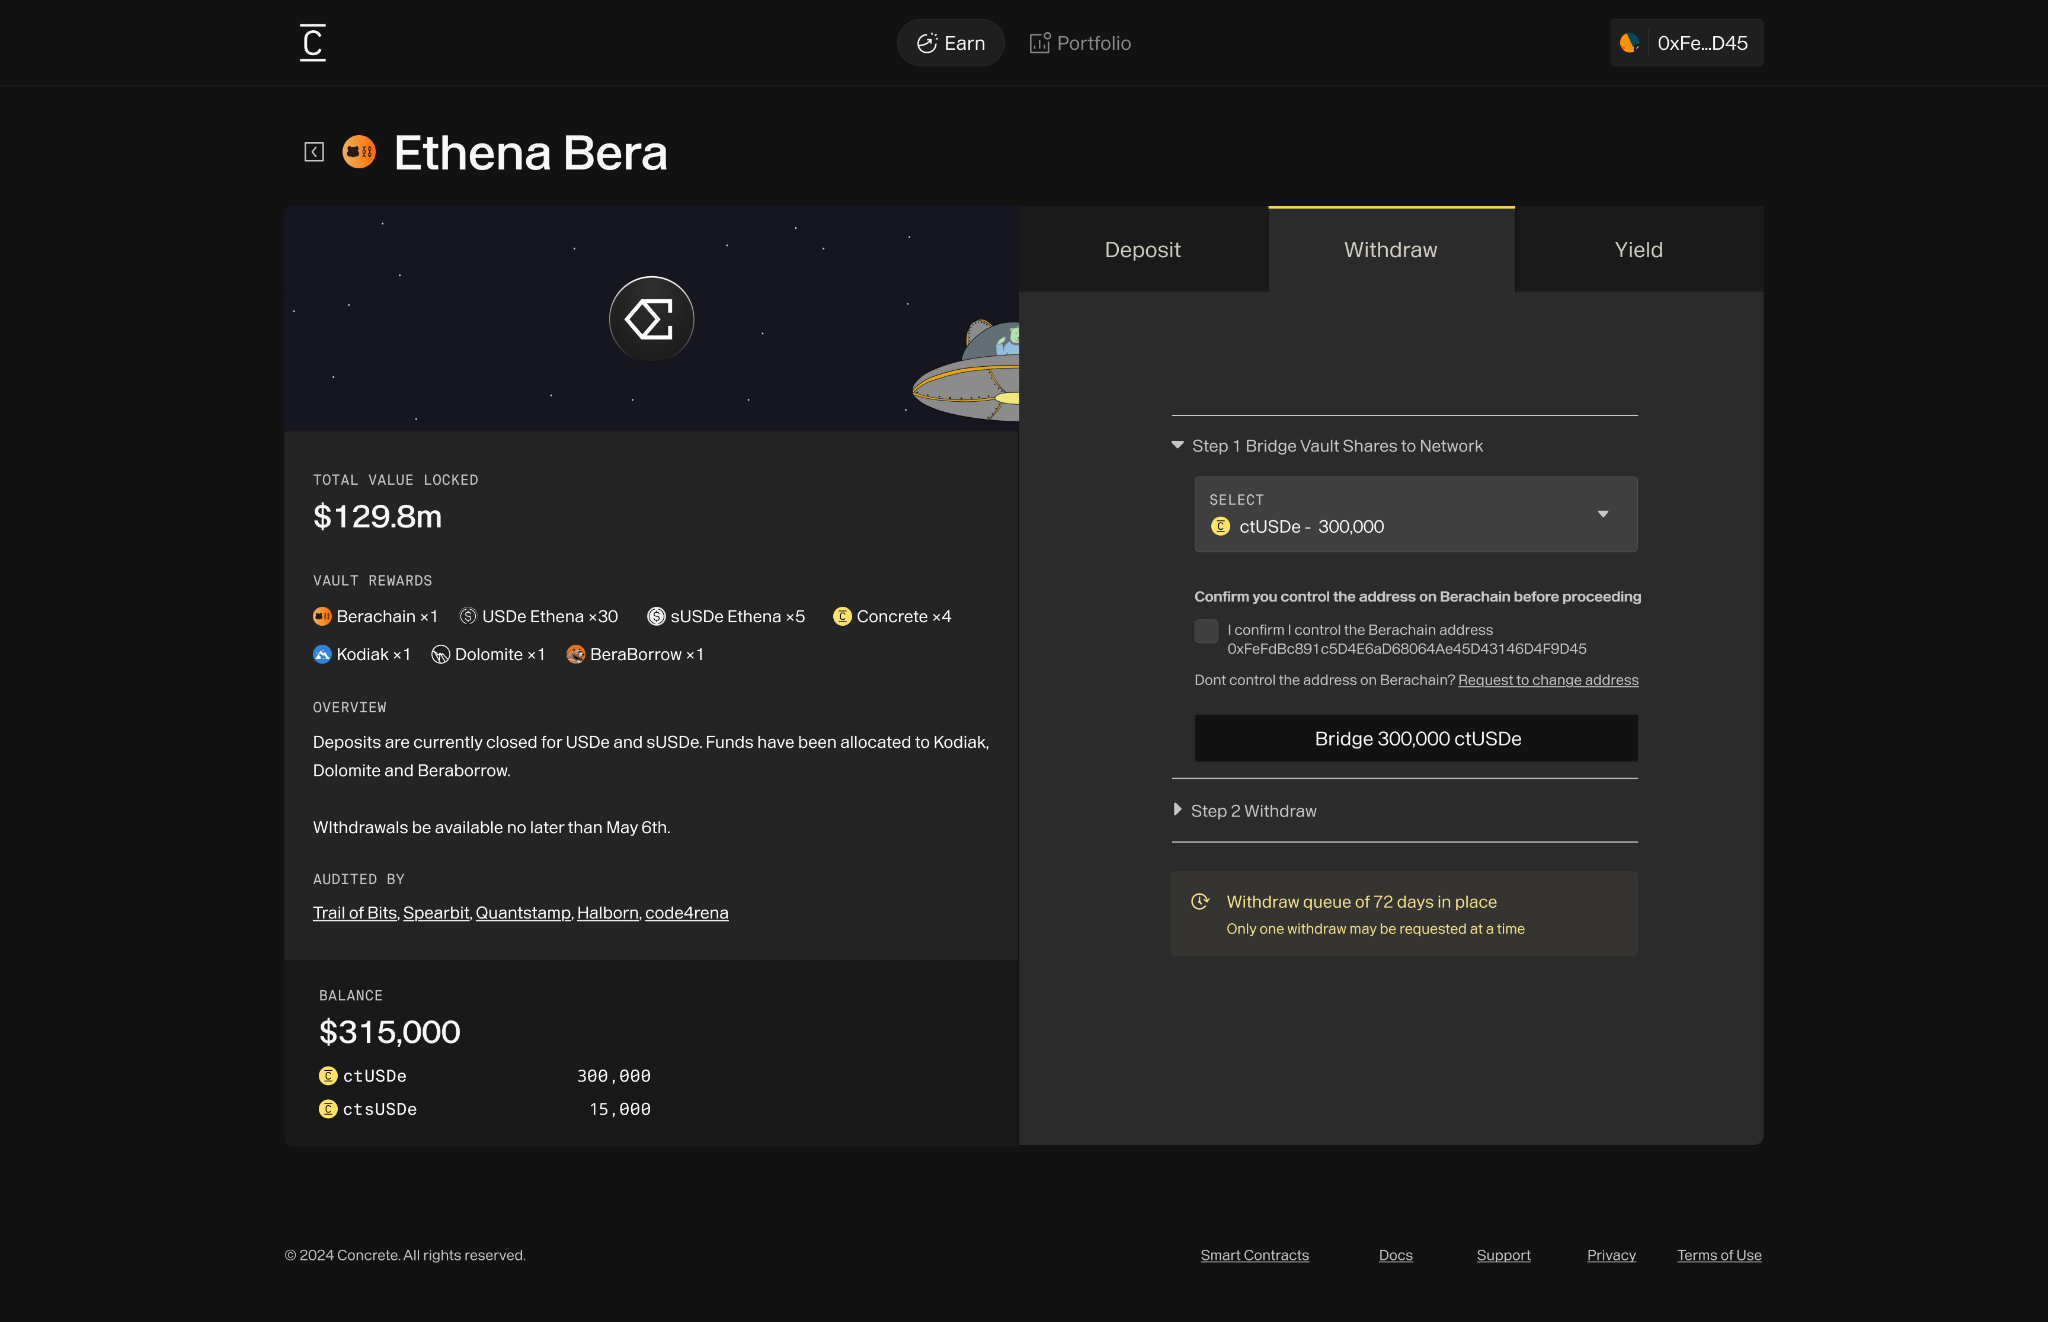 C
Earn
Portfolio
0xFe...D45
Ethena Bera
Deposit
Withdraw
Yield
TOTAL VALUE LOCKED
$129.8m
VAULT REWARDS
Berachain ×1 USDe Ethena ×30 sUSDe Ethena ×5 Concrete ×4
Kodiak ×1 Dolomite ×1 BeraBorrow ×1
OVERVIEW
Deposits are currently closed for USDe and sUSDe. Funds have been allocated to Kodiak,
Dolomite and Beraborrow.
WIthdrawals be available no later than May 6th.
AUDITED BY
Trail of Bits, Spearbit, Quantstamp, Halborn, code4rena
BALANCE
$315,000
ctUSDe 300,000
ctsUSDe 15,000
Step 1 Bridge Vault Shares to Network
SELECT
ctUSDe - 300,000
Confirm you control the address on Berachain before proceeding
I confirm I control the Berachain address
0xFeFdBc891c5D4E6aD68064Ae45D43146D4F9D45
Dont control the address on Berachain? Request to change address
Bridge 300,000 ctUSDe
Step 2 Withdraw
Withdraw queue of 72 days in place
Only one withdraw may be requested at a time
© 2024 Concrete. All rights reserved.
Smart Contracts
Docs
Support
Privacy
Terms of Use